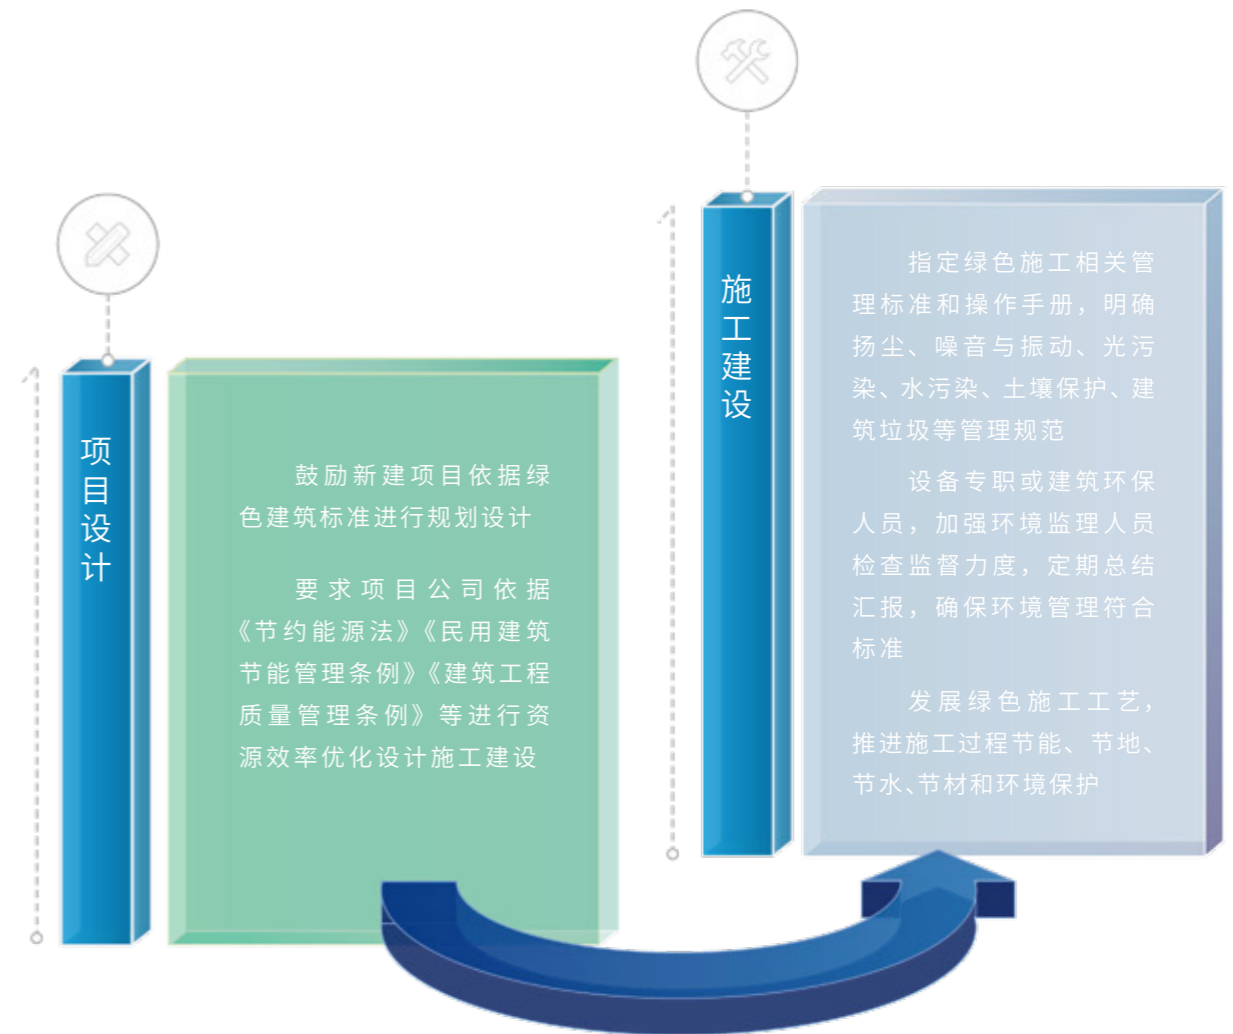 项目设计
鼓励新建项目依据绿
色建筑标准进行规划设计
要求项目公司依据
《节约能源法》《民用建筑
节能管理条例》《建筑工程
质量管理条例》等进行资
源效率优化设计施工建设
施工建设
指定绿色施工相关管
理标准和操作手册，明确
扬尘、噪音与振动、光污
染、水污染、土壤保护、建
筑垃圾等管理规范
设备专职或建筑环保
人员，加强环境监理人员
检查监督力度，定期总结
汇报，确保环境管理符合
标准
发展绿色施工工艺，
推进施工过程节能、节地、
节水、节材和环境保护